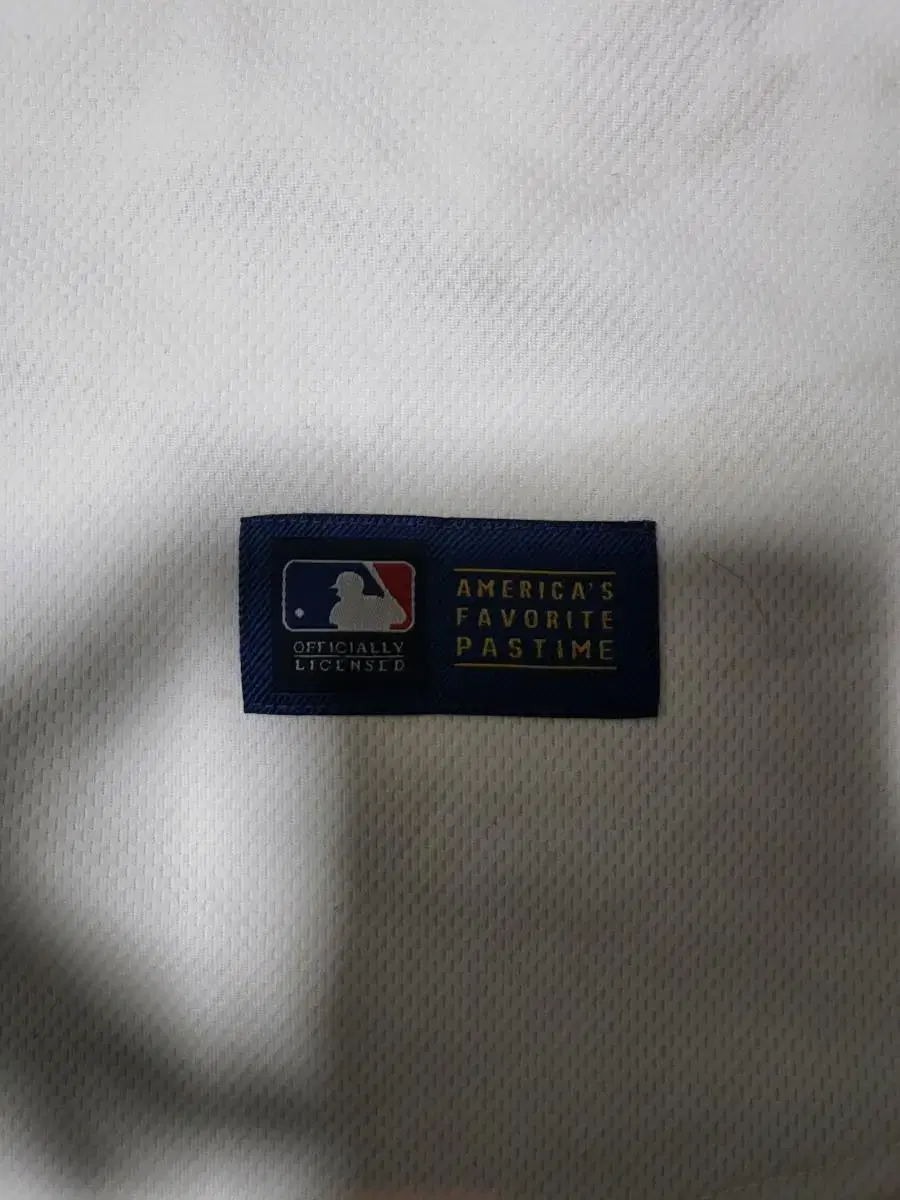 OFFICIALLY
LICENSED
AMERICA'S
FAVORITE
PASTIME